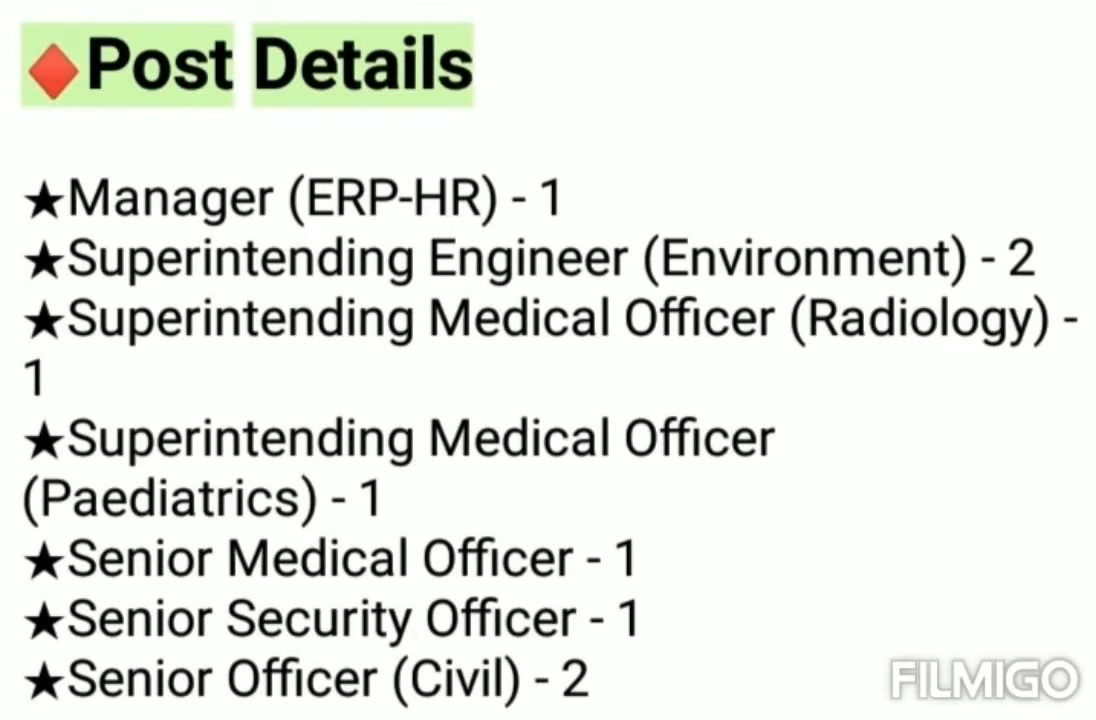 ♦Post Details
★Manager (ERP-HR) - 1
★Superintending Engineer (Environment) - 2
★Superintending Medical Officer (Radiology) -
1
★Superintending Medical Officer
(Paediatrics) - 1
★Senior Medical Officer - 1
★Senior Security Officer - 1
★Senior Officer (Civil) - 2
FILMIGO